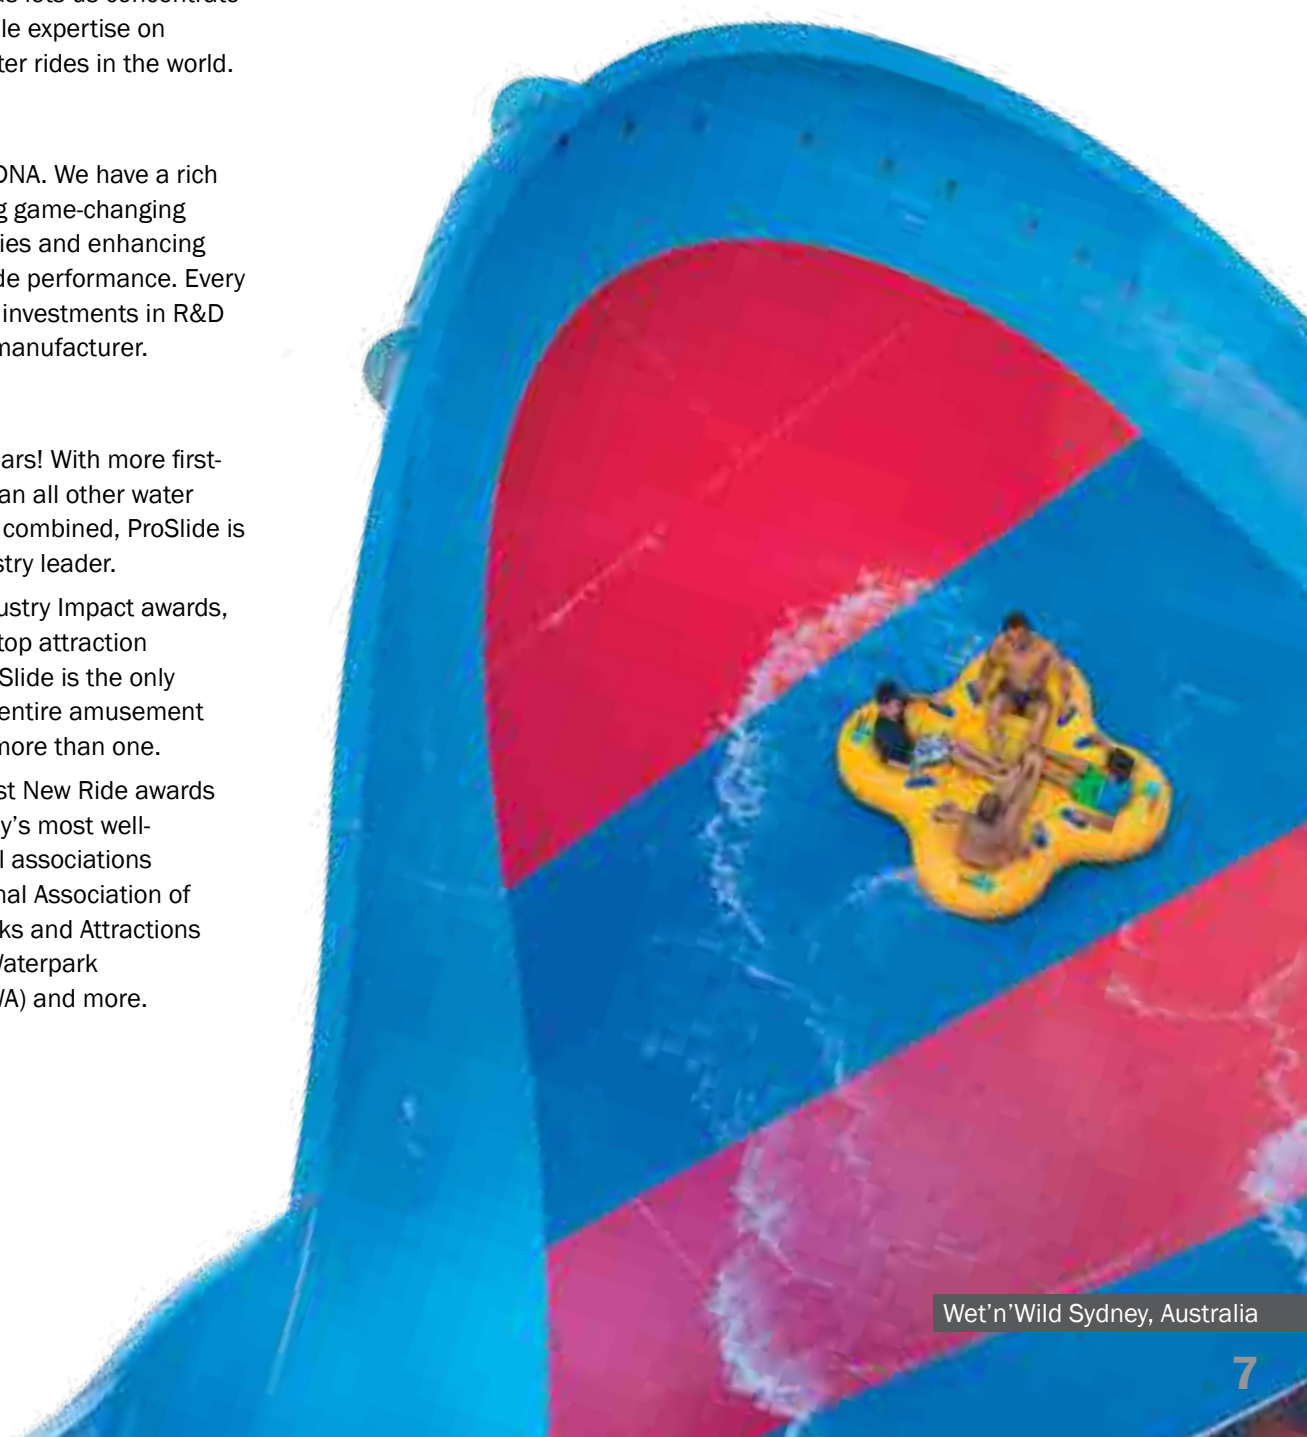 le expertise on
ter rides in the world.
DNA. We have a rich
g game-changing
ies and enhancing
de performance. Every
investments in R&D
manufacturer.
ars! With more first-
an all other water
combined, ProSlide is
stry leader.
ustry Impact awards,
top attraction
Slide is the only
entire amusement
more than one.
st New Ride awards
y's most well-
l associations
nal Association of
ks and Attractions
Waterpark
VA) and more.
Wet'n'Wild Sydney, Australia
7